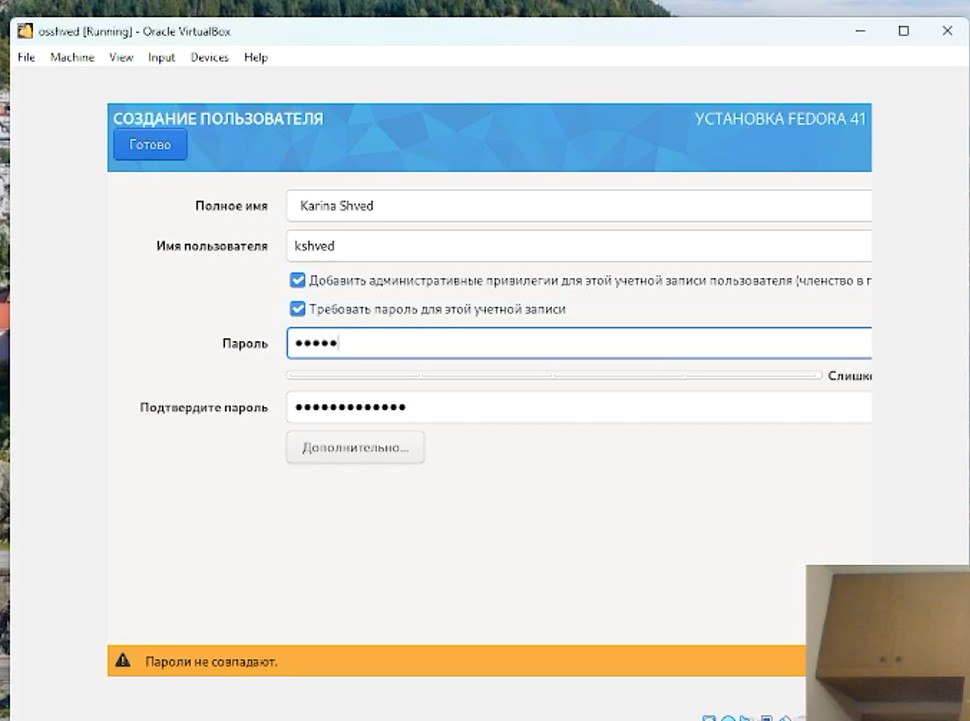 osshved [Running] - Oracle VirtualBox
File Machine View Input Devices Help
СОЗДАНИЕ ПОЛЬЗОВАТЕЛЯ
УСТАНОВКА FEDORA 41
Готово
Полное имя
Karina Shved
Имя пользователя
kshved
Добавить административные привилегии для этой учетной записи пользователя (членство в г
Требовать пароль для этой учетной записи
Пароль
•••••
Слишко
Подтвердите пароль
•••••••••••••
Дополнительно...
Пароли не совпадают.